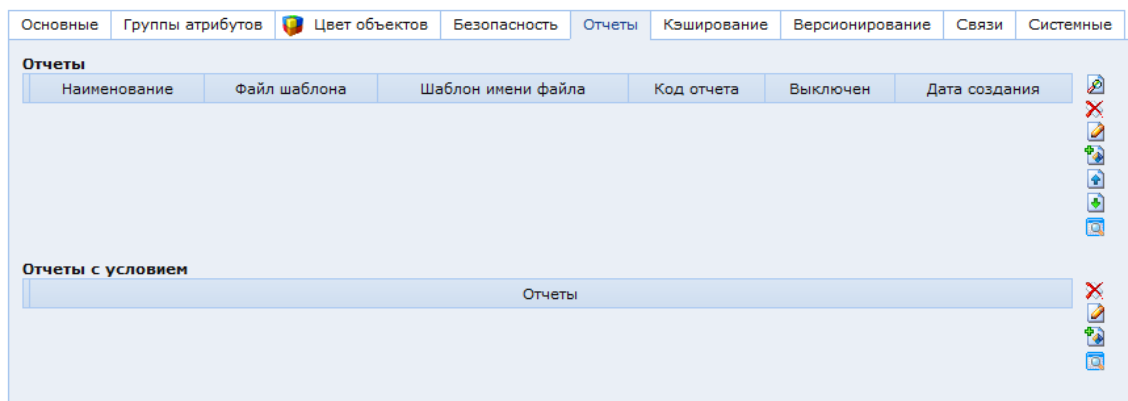 Основные Группы атрибутов Цвет объектов Безопасность Отчеты Кэширование Версионирование Связи Системные
Отчеты
Наименование Файл шаблона Шаблон имени файла Код отчета Выключен Дата создания
Отчеты с условием
Отчеты